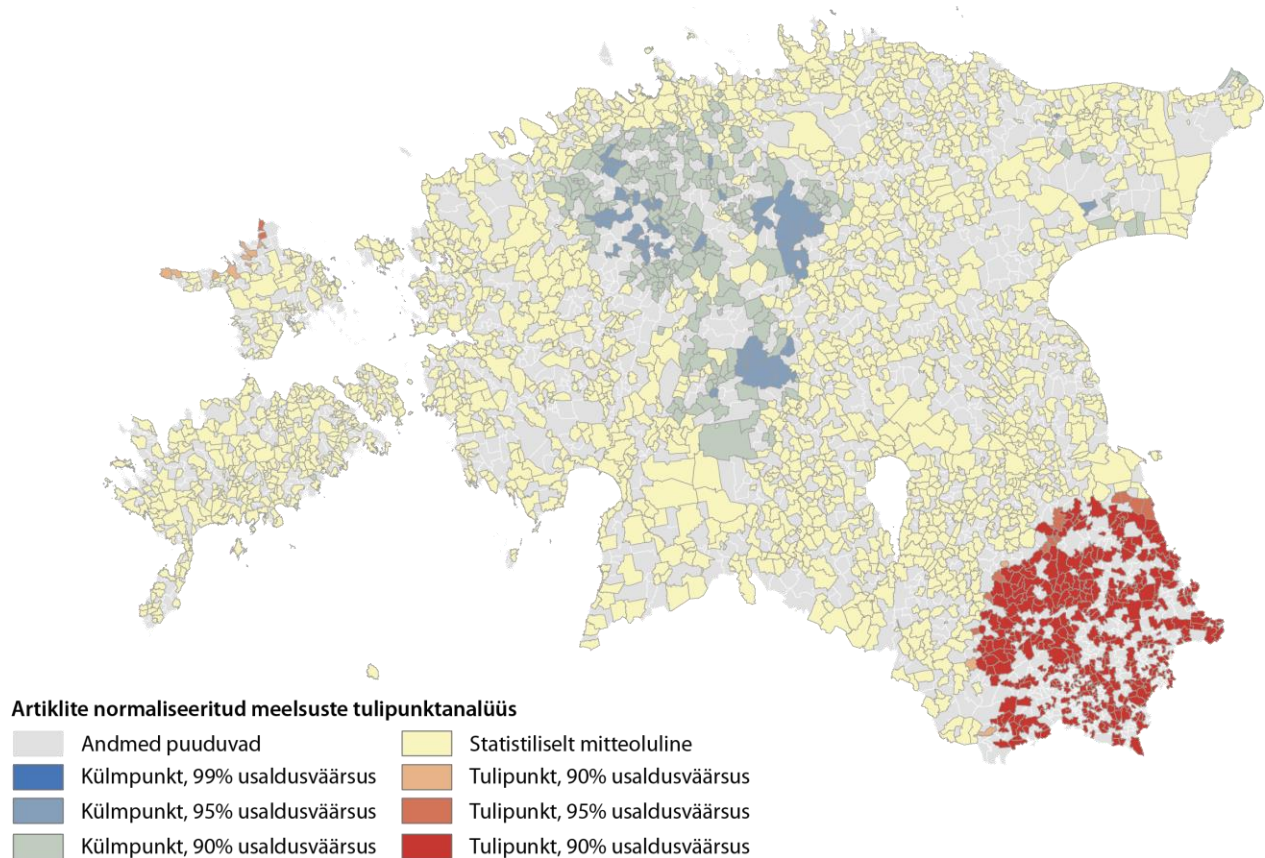 Artiklite normaliseeritud meelsuste tulipunktanalüüs
Andmed puuduvad
Külmpunkt, 99% usaldusväärsus
Külmpunkt, 95% usaldusväärsus
Külmpunkt, 90% usaldusväärsus
Statistiliselt mitteoluline
Tulipunkt, 90% usaldusväärsus
Tulipunkt, 95% usaldusväärsus
Tulipunkt, 90% usaldusväärsus